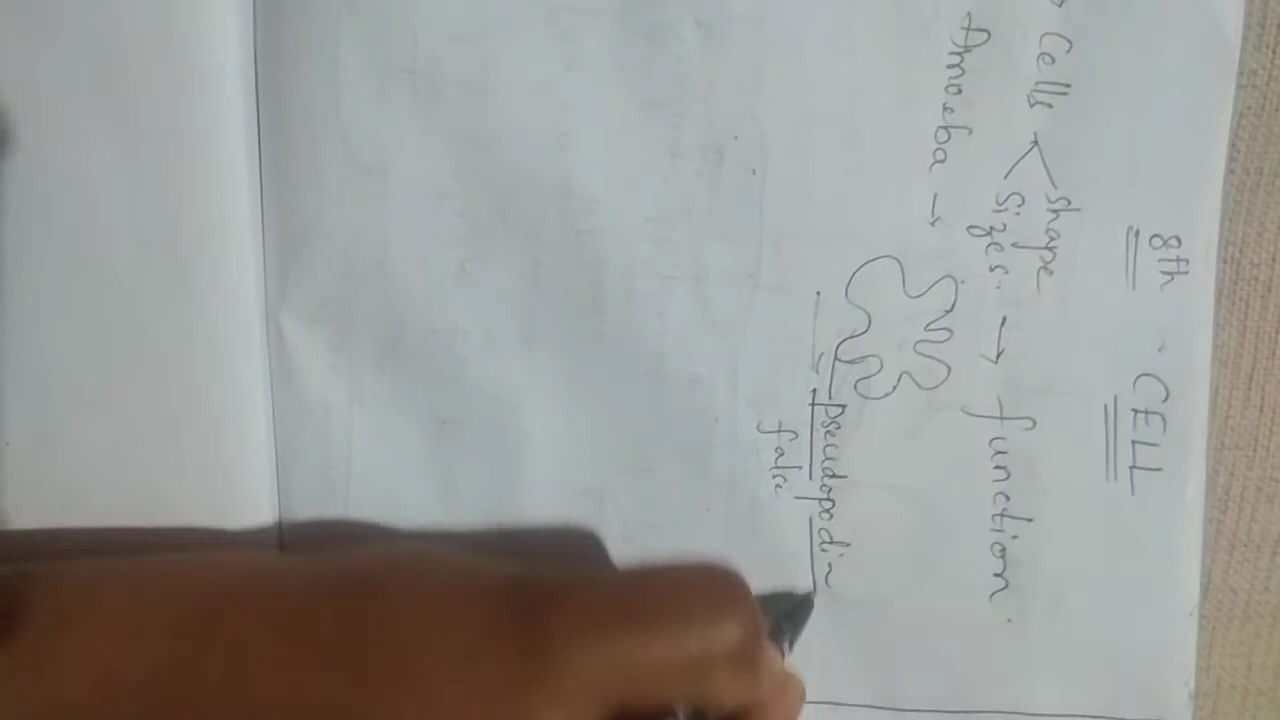 8th - CELL
Cells < shape
sizes. → function.
Amoeba →
→ pseudopodia
false